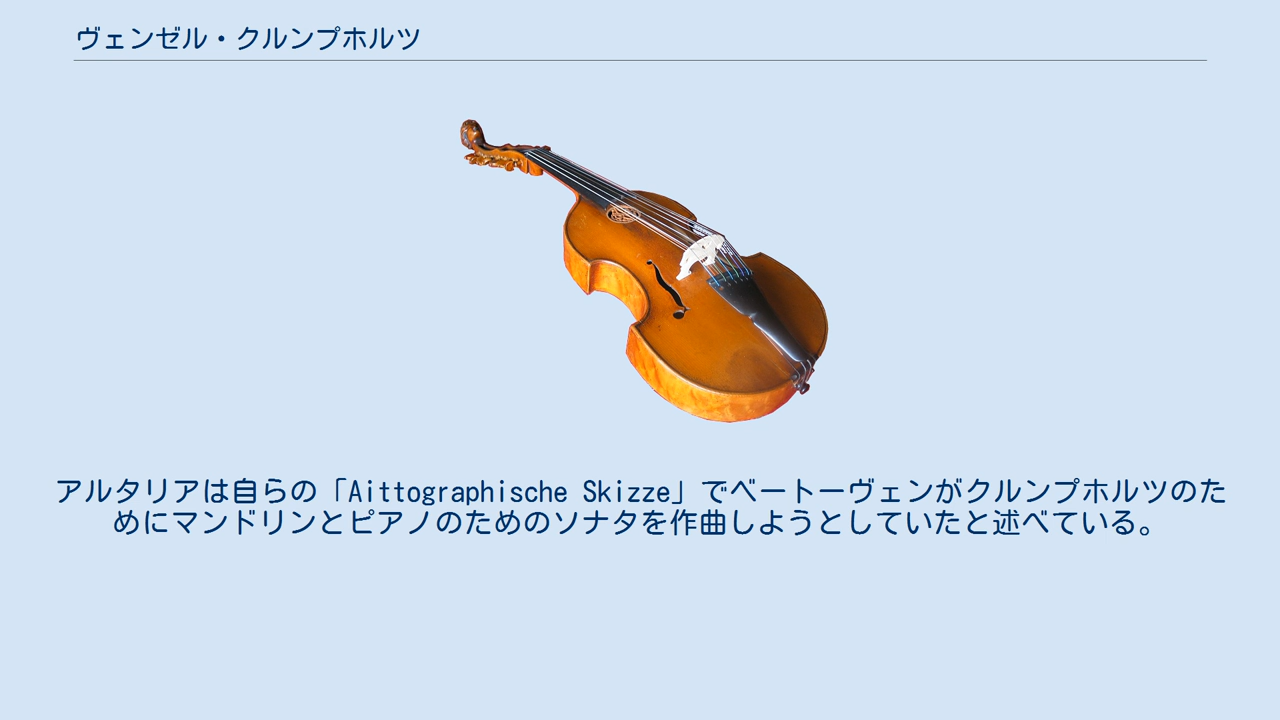 ヴェンゼル・クルンプホルツ
アルタリアは自らの「Aittographische Skizze」でベートーヴェンがクルンプホルツのた
めにマンドリンとピアノのためのソナタを作曲しようとしていたと述べている。